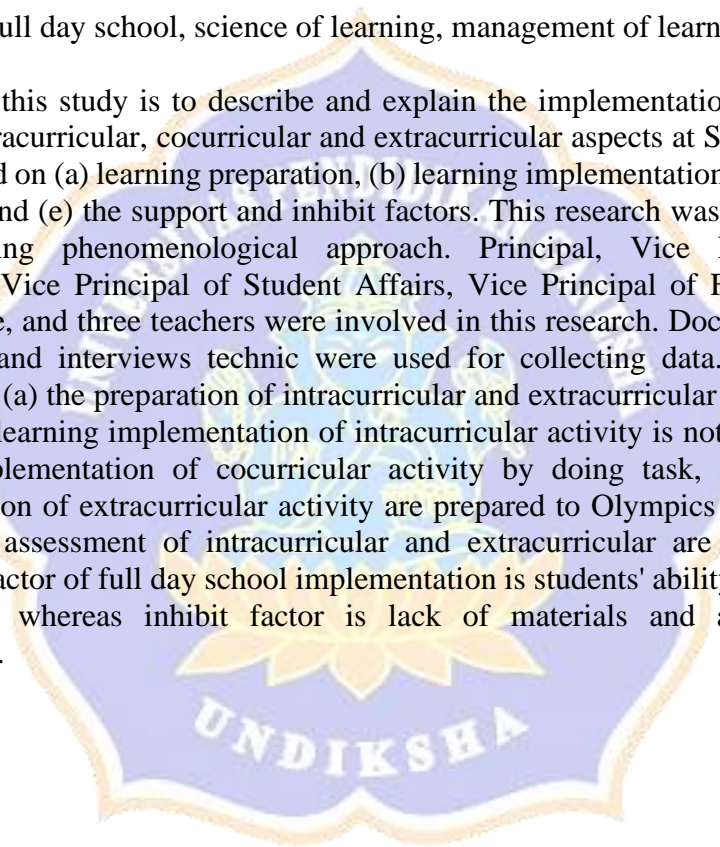 full day school, science of learning, management of learn
this study is to describe and explain the implementatio
racurricular, cocurricular and extracurricular aspects at S
d on (a) learning preparation, (b) learning implementation
nd (e) the support and inhibit factors. This research was
ing phenomenological approach. Principal, Vice
Vice Principal of Student Affairs, Vice Principal of
e, and three teachers were involved in this research. Doc
and interviews technic were used for collecting data.
(a) the preparation of intracurricular and extracurricular
learning implementation of intracurricular activity is not
plementation of cocurricular activity by doing task,
on of extracurricular activity are prepared to Olympics
assessment of intracurricular and extracurricular are
actor of full day school implementation is students' ability
whereas inhibit factor is lack of materials and a
UNIVERSITAS PENDIDIKAN GANESHA
UNDIKSHA